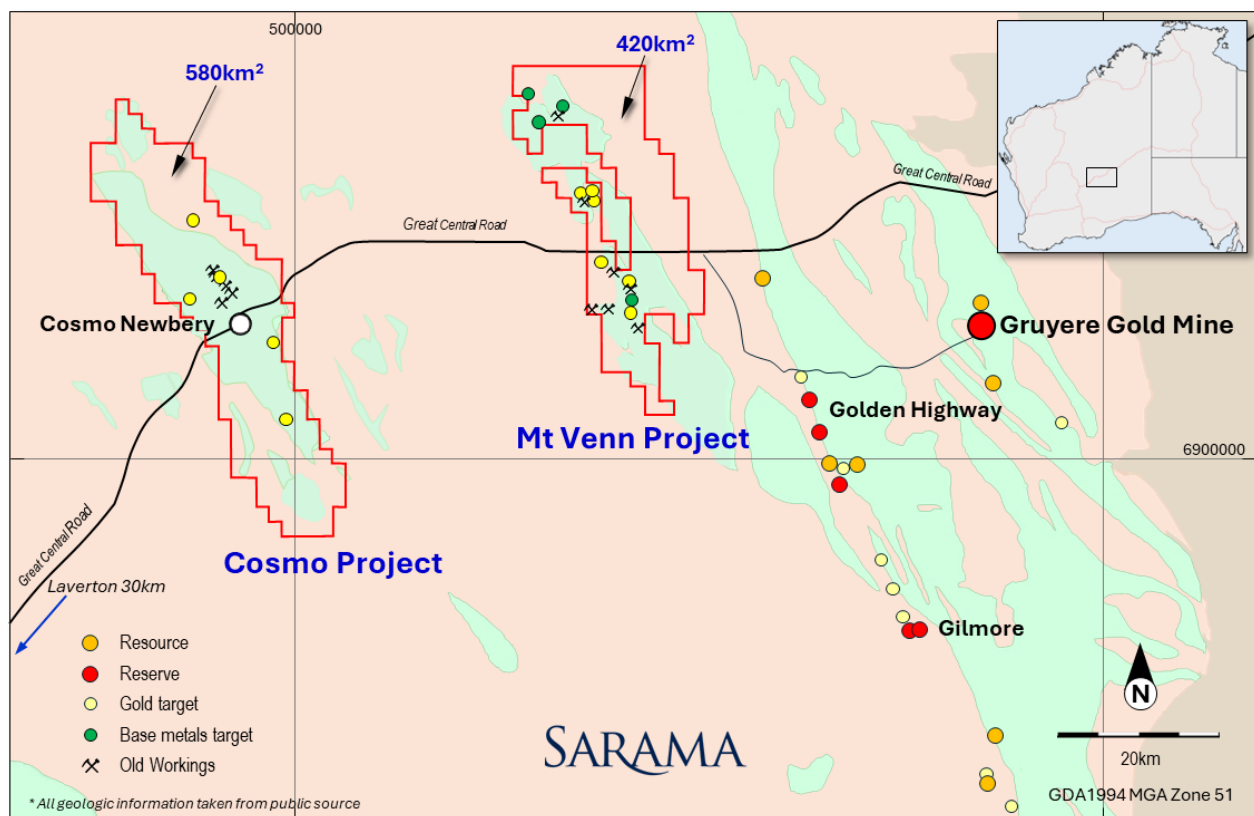 500000
580km²
420km²
Great Central Road
Great Central Road
Cosmo Newbery
Gruyere Gold Mine
Golden Highway
Mt Venn Project
6900000
Cosmo Project
Great Central Road
Laverton 30km
Resource
Reserve
Gold target
Base metals target
Old Workings
Gilmore
N
SARAMA
20km
GDA1994 MGA Zone 51
* All geologic information taken from public source